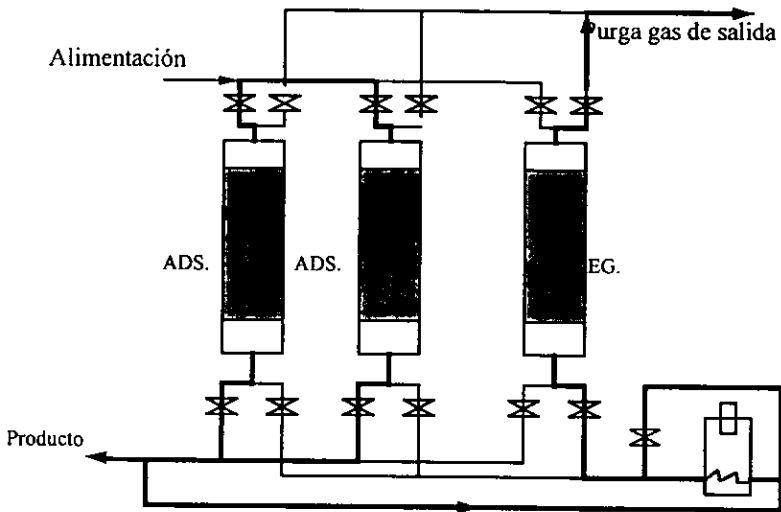 Purga gas de salida
Alimentación
ADS.
ADS.
EG.
Producto